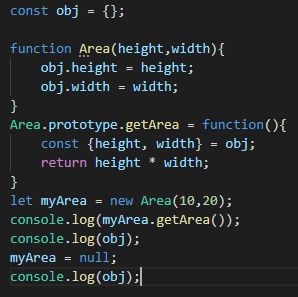 const obj = {};
function Area(height,width){
obj.height = height;
obj.width = width;
}
Area.prototype.getArea = function(){
const {height, width} = obj;
return height * width;
}
let myArea = new Area(10,20);
console.log(myArea.getArea());
console.log(obj);
myArea = null;
console.log(obj);